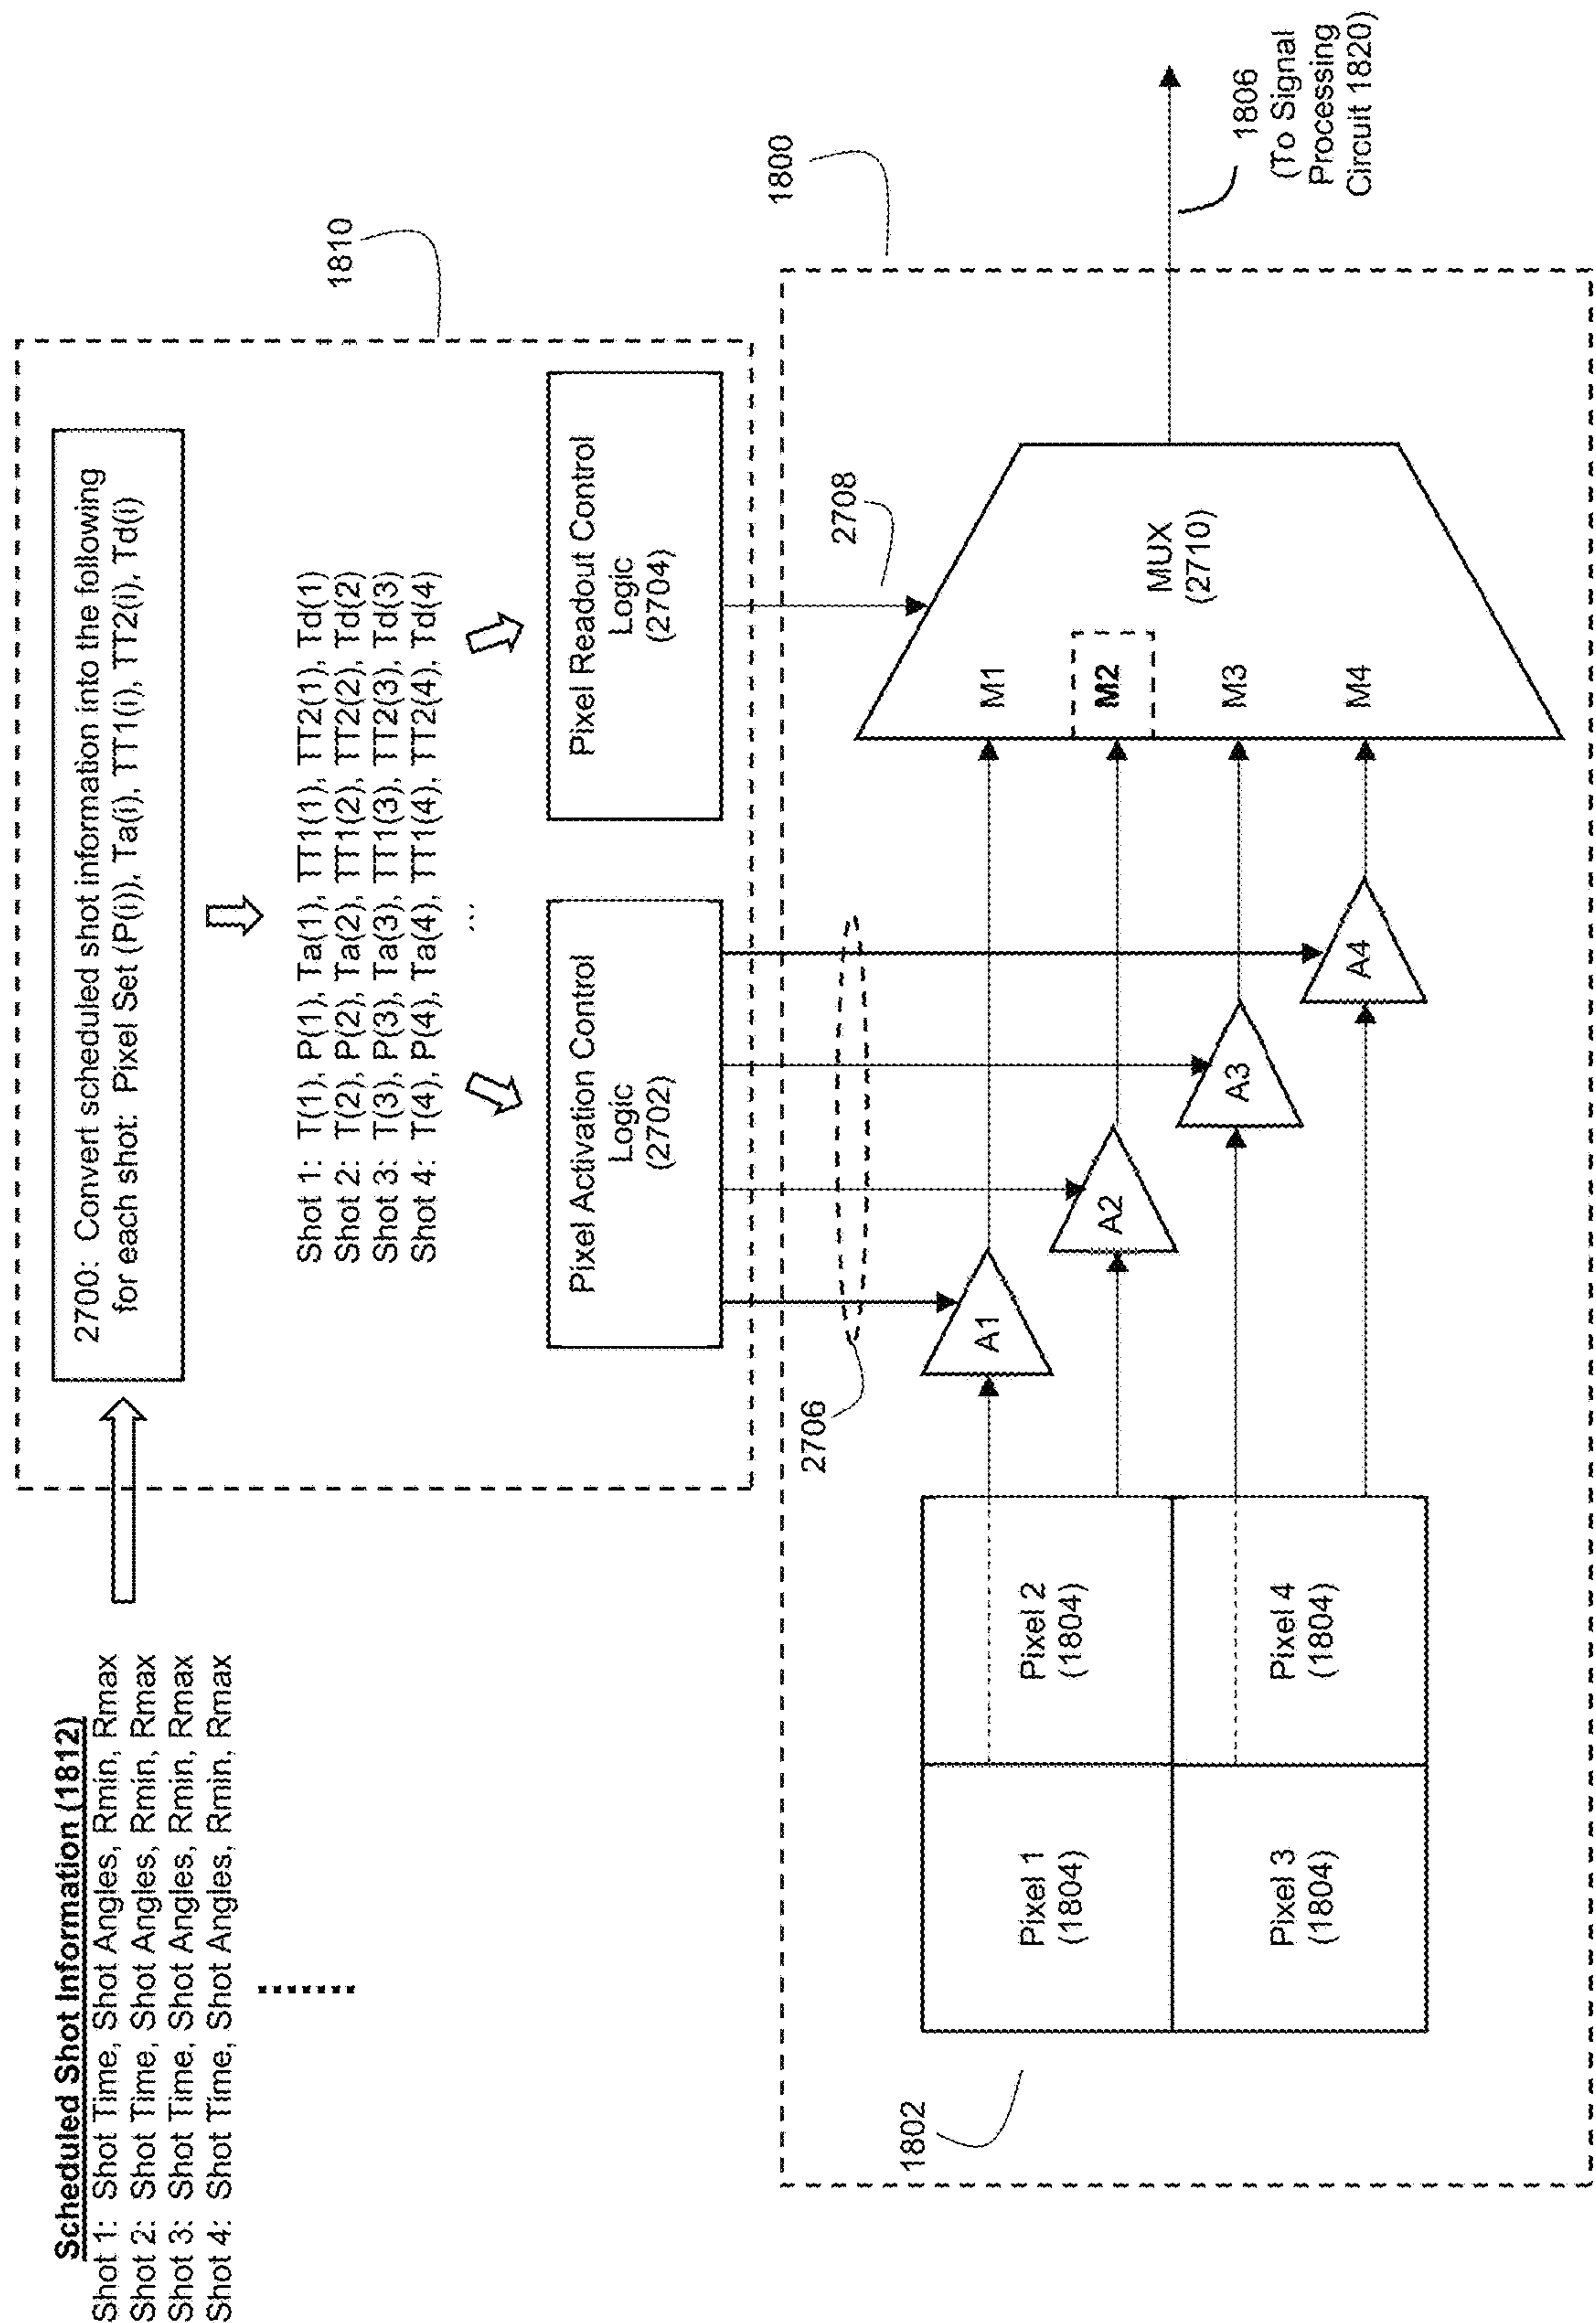 Scheduled Shot Information (1812)
Shot 1: Shot Time, Shot Angles, Rmin, Rmax
Shot 2: Shot Time, Shot Angles, Rmin, Rmax
Shot 3: Shot Time, Shot Angles, Rmin, Rmax
Shot 4: Shot Time, Shot Angles, Rmin, Rmax
.......
2700: Convert scheduled shot information into the following
for each shot: Pixel Set (P(i)), Ta(i), TT1(i), TT2(i), Td(i)
1810
Shot 1: T(1), P(1), Ta(1), TT1(1), TT2(1), Td(1)
Shot 2: T(2), P(2), Ta(2), TT1(2), TT2(2), Td(2)
Shot 3: T(3), P(3), Ta(3), TT1(3), TT2(3), Td(3)
Shot 4: T(4), P(4), Ta(4), TT1(4), TT2(4), Td(4)
...
Pixel Activation Control
Logic
(2702)
Pixel Readout Control
Logic
(2704)
2706
2708
1800
1802
Pixel 1
(1804)
Pixel 2
(1804)
Pixel 3
(1804)
Pixel 4
(1804)
A1
A2
A3
A4
M1
M2
M3
M4
MUX
(2710)
1806
(To Signal
Processing
Circuit 1820)